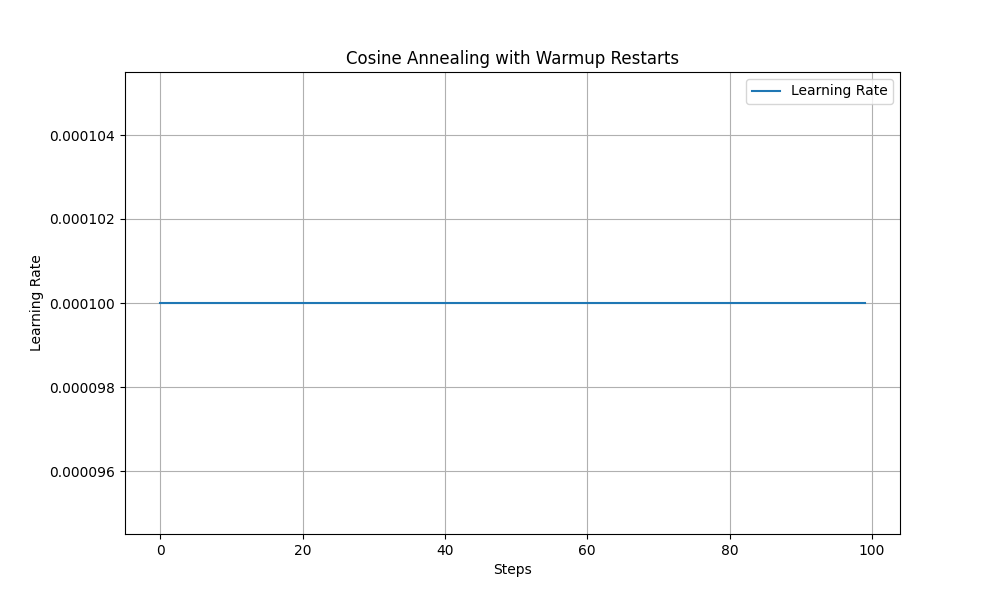 Cosine Annealing with Warmup Restarts
Learning Rate
0.000104
0.000102
0.000100
0.000098
0.000096
Learning Rate
0 20 40 60 80 100
Steps